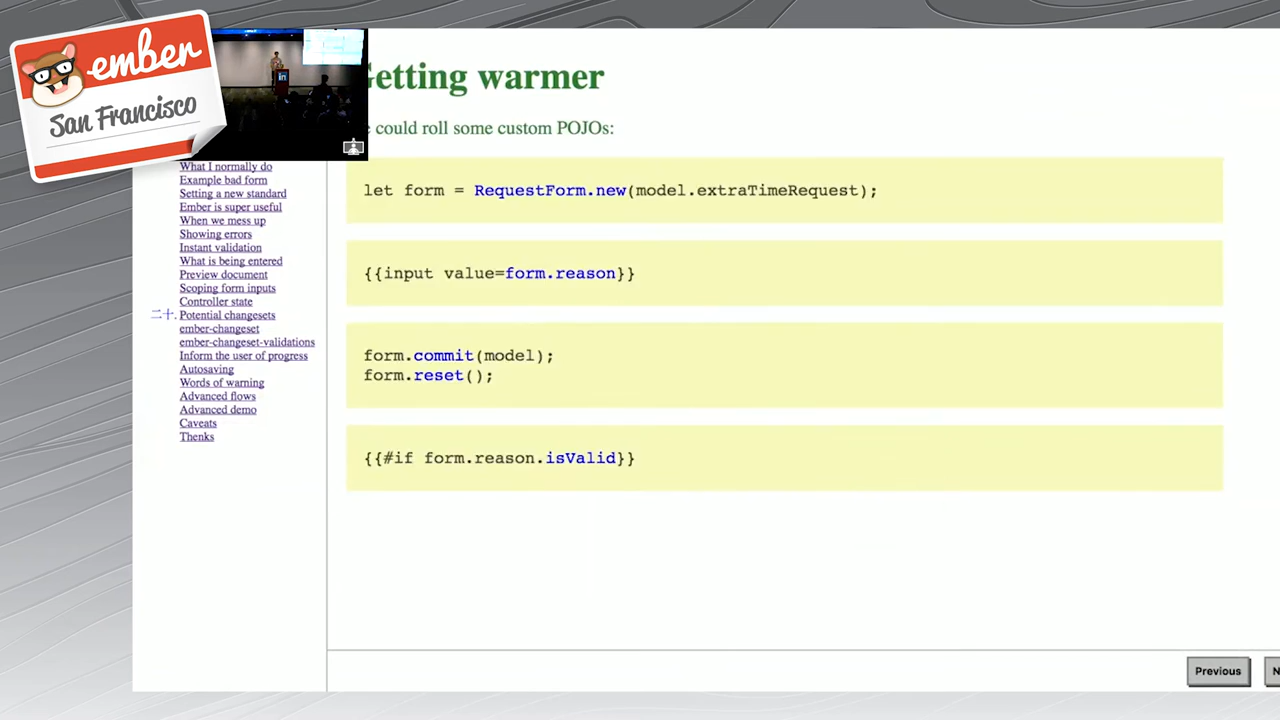 ember
San Francisco
in
Getting warmer
could roll some custom POJOs:
What I normally do
Example bad form
Setting a new standard
Ember is super useful
When we mess up
Showing errors
Instant validation
What is being entered
Preview document
Scoping form inputs
Controller state
二十. Potential changesets
ember-changeset
ember-changeset-validations
Inform the user of progress
Autosaving
Words of warning
Advanced flows
Advanced demo
Caveats
Thenks
let form = RequestForm.new(model.extraTimeRequest);
{{input value=form.reason}}
form.commit(model);
form.reset();
{{#if form.reason.isValid}}
Previous